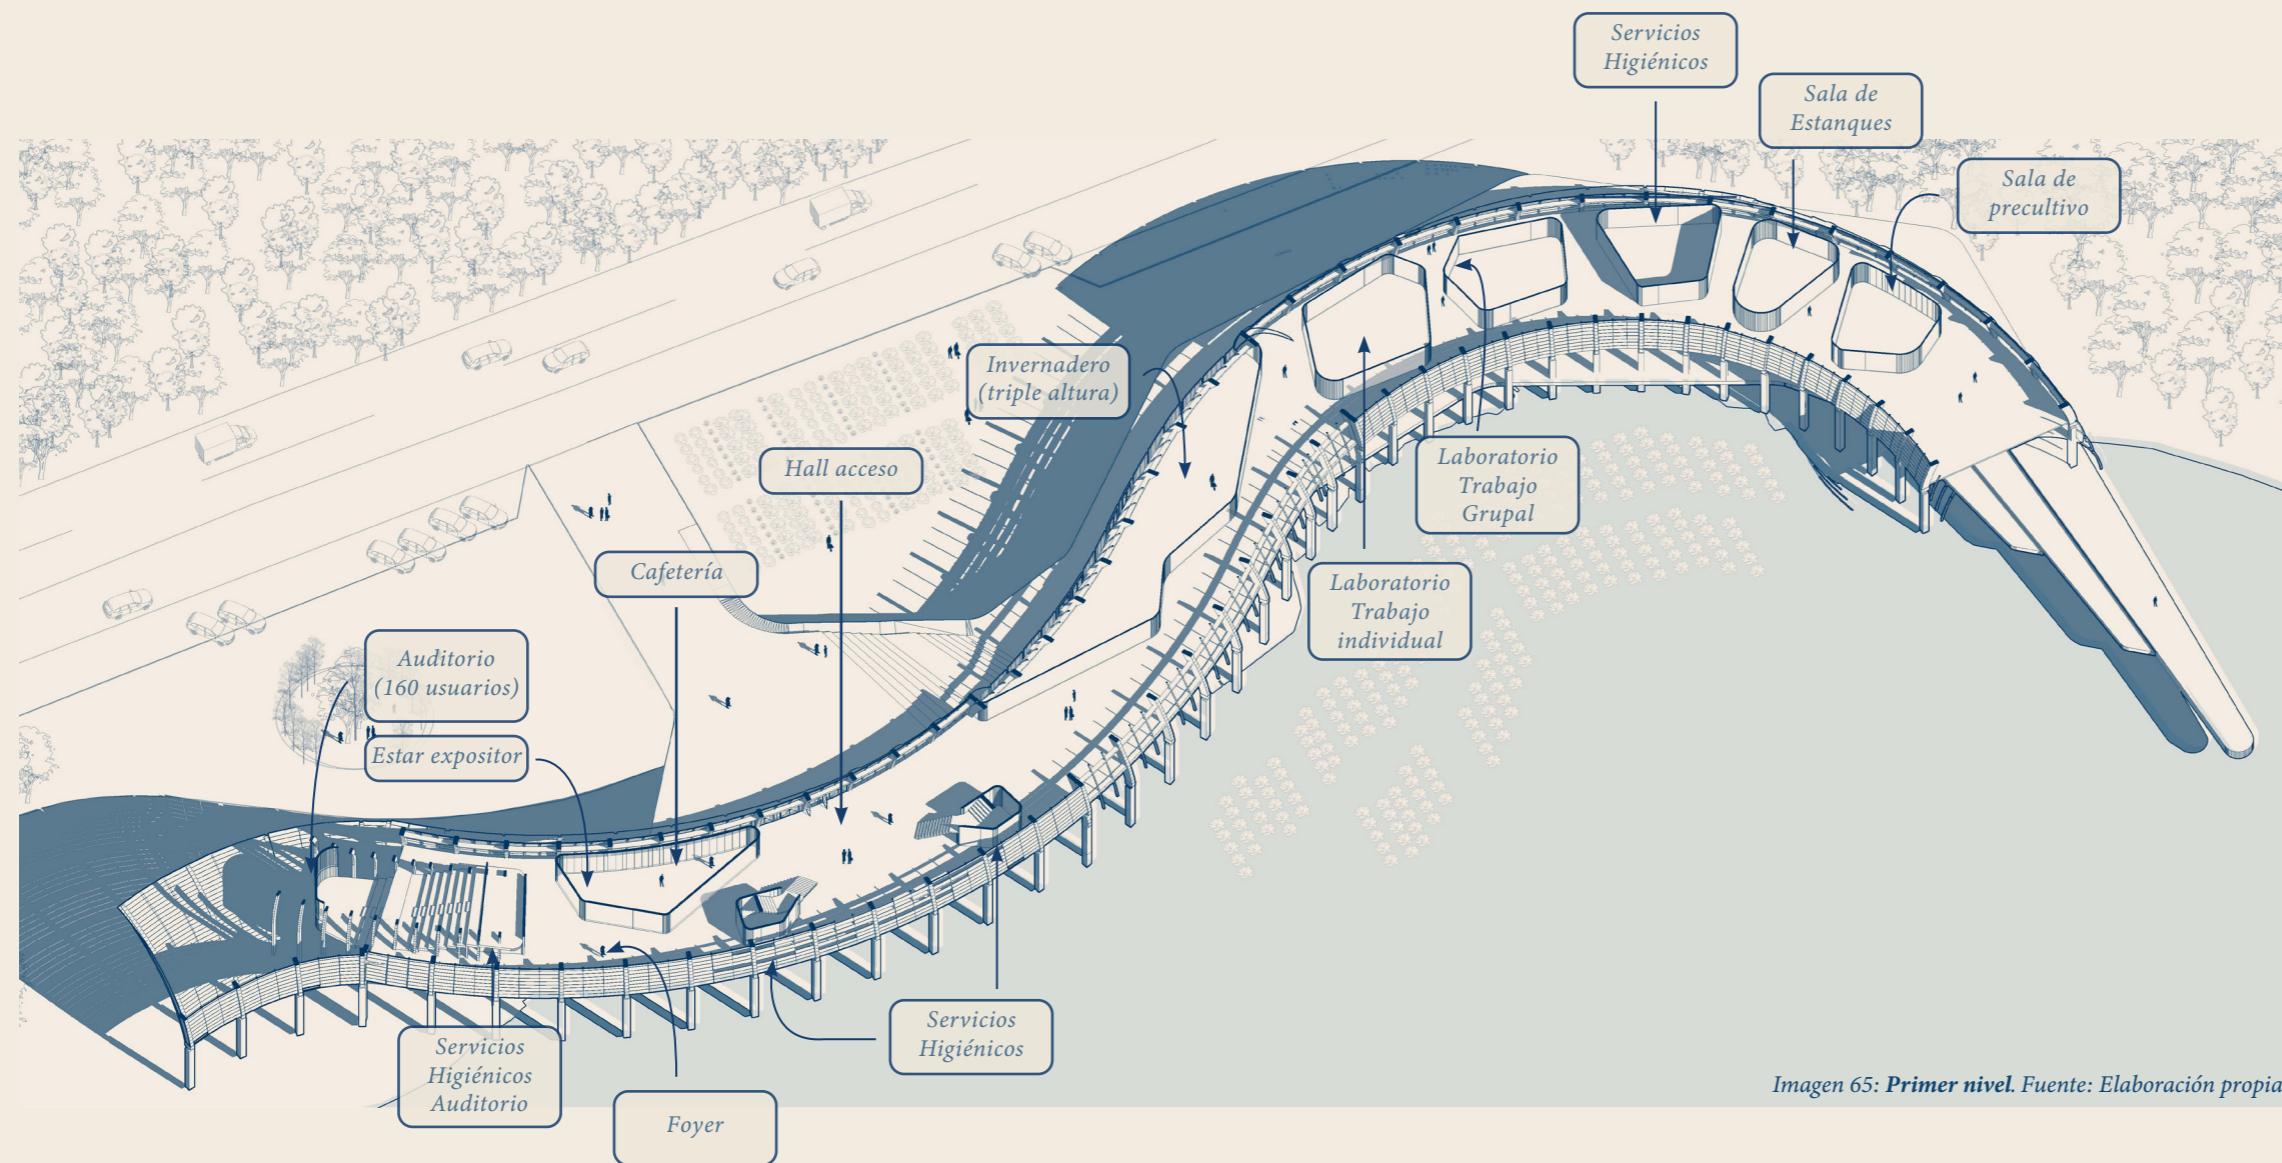 Servicios
Higiénicos
Sala de
Estanques
Sala de
precultivo
Invernadero
(triple altura)
Hall acceso
Laboratorio
Trabajo
Grupal
Cafetería
Laboratorio
Trabajo
individual
Auditorio
(160 usuarios)
Estar expositor
Servicios
Higiénicos
Servicios
Higiénicos
Auditorio
Foyer
Imagen 65: Primer nivel. Fuente: Elaboración propia